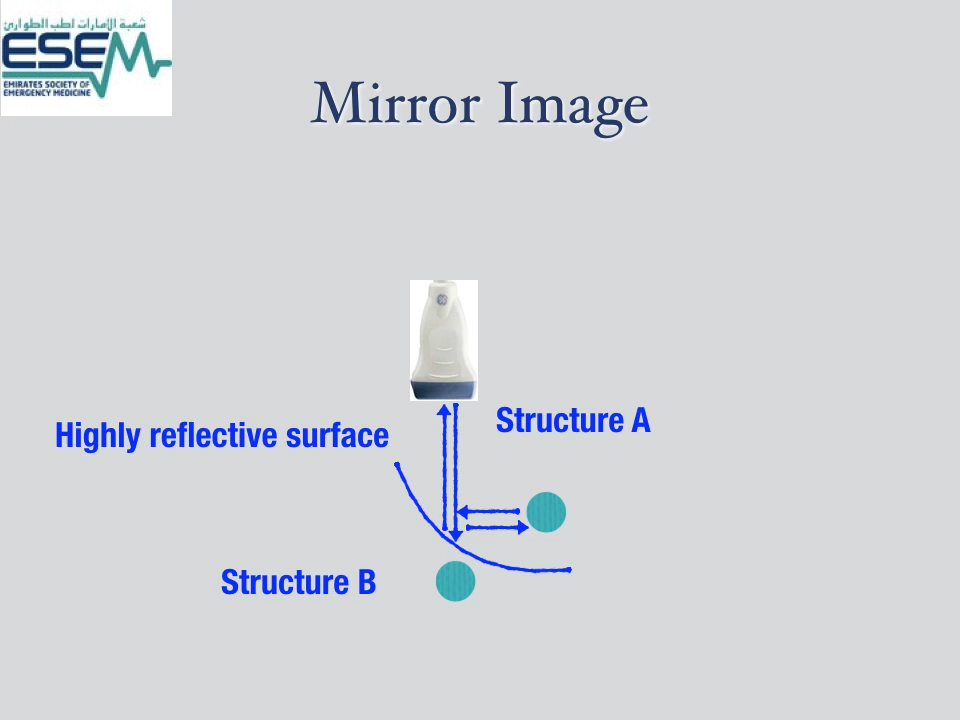 شعبة الإمارات لطب الطوارئ
ESEM
EMIRATES SOCIETY OF
EMERGENCY MEDICINE
Mirror Image
Structure A
Highly reflective surface
Structure B